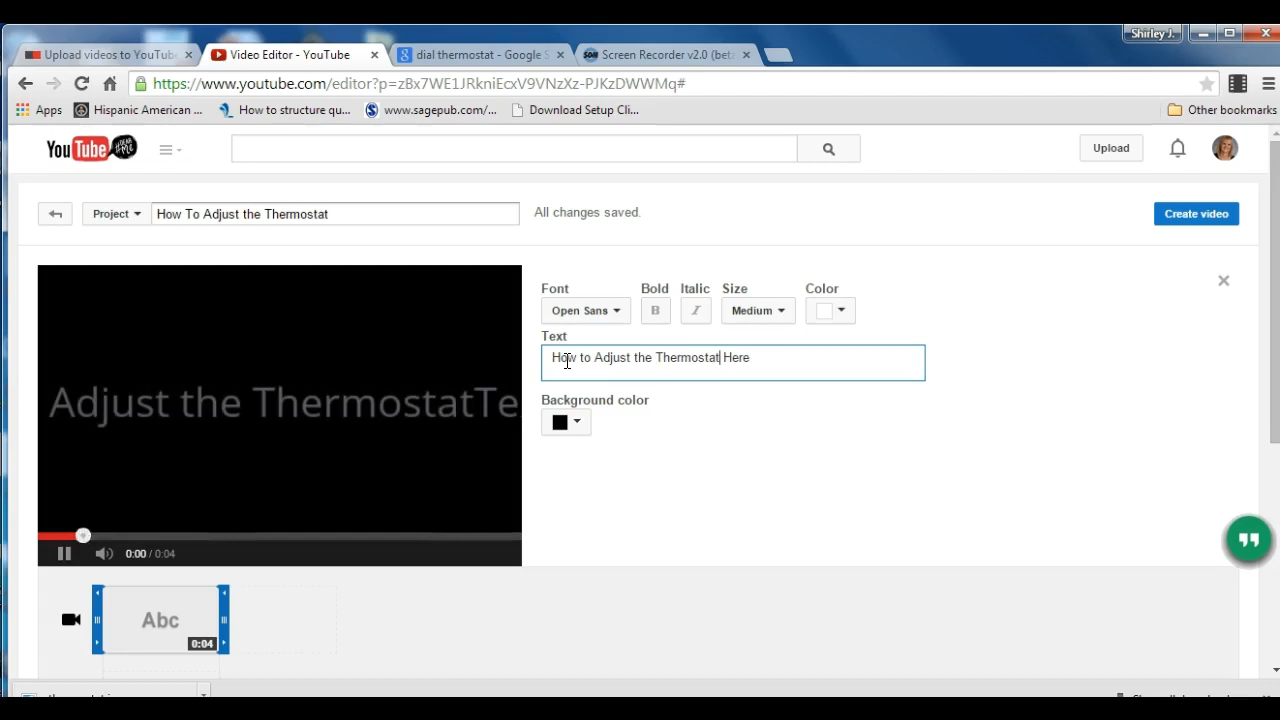 Shirley J.
Upload videos to YouTube
Video Editor - YouTube
dial thermostat - Google S
Screen Recorder v2.0 (beta
https://www.youtube.com/editor?p=zBx7WE1JRkniEcxV9VNzXz-PJKzDWWMq#
Apps
Hispanic American ...
How to structure qu...
www.sagepub.com/...
Download Setup Cli...
Other bookmarks
YouTube
Upload
Project
How To Adjust the Thermostat
All changes saved.
Create video
Font
Bold
Italic
Size
Color
Open Sans
B
I
Medium
Text
How to Adjust the Thermostat Here
Adjust the ThermostatTe
Background color
0:00 / 0:04
Abc
0:04